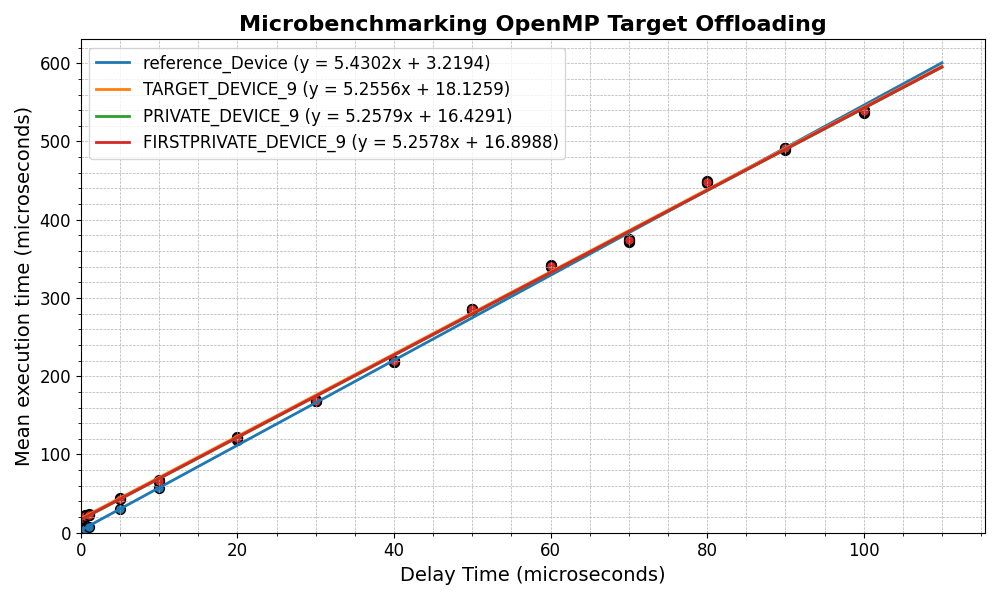 Microbenchmarking OpenMP Target Offloading
reference_Device (y = 5.4302x + 3.2194)
TARGET_DEVICE_9 (y = 5.2556x + 18.1259)
PRIVATE_DEVICE_9 (y = 5.2579x + 16.4291)
FIRSTPRIVATE_DEVICE_9 (y = 5.2578x + 16.8988)
Mean execution time (microseconds)
600
500
400
300
200
100
0
0 20 40 60 80 100
Delay Time (microseconds)